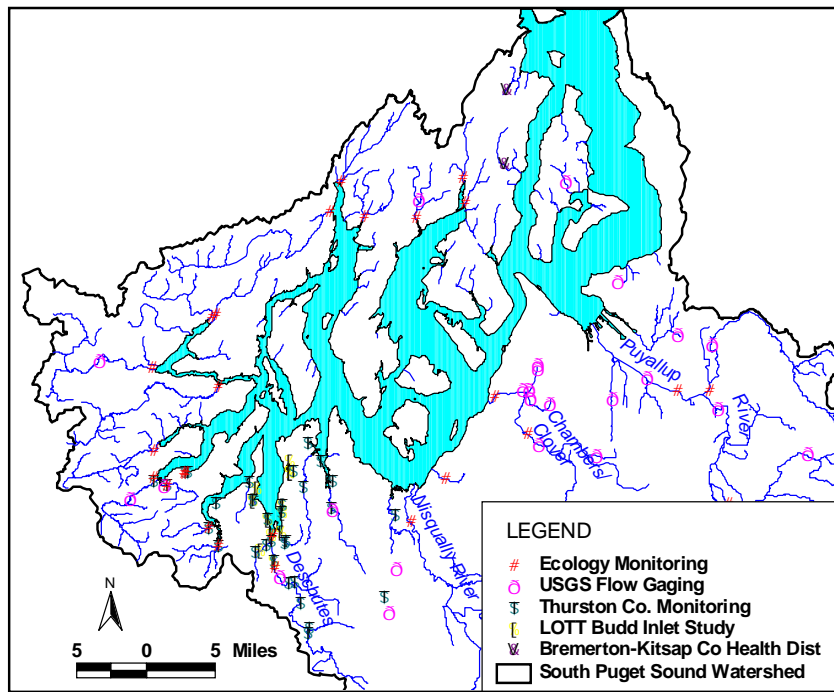 Puyallup
River
Chambers/
Clover
Nisqually River
Deschutes
N
5 0 5 Miles
LEGEND
# Ecology Monitoring
ð USGS Flow Gaging
Thurston Co. Monitoring
[ LOTT Budd Inlet Study
Bremerton-Kitsap Co Health Dist
South Puget Sound Watershed